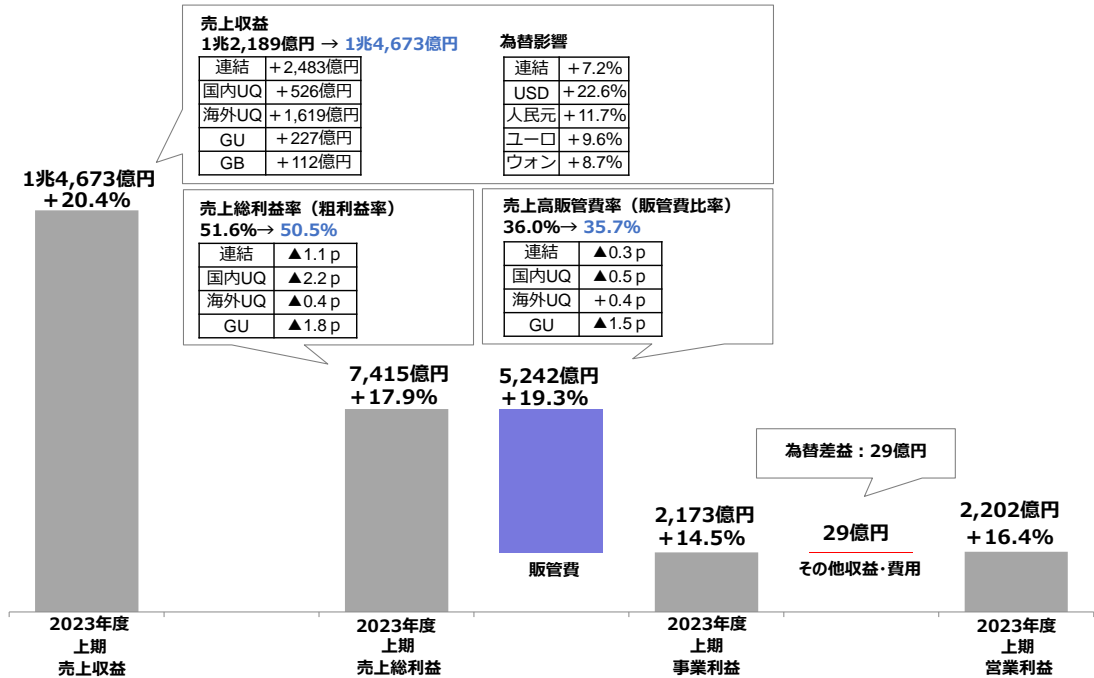 売上収益
1兆2,189億円 → 1兆4,673億円
連結 +2,483億円
国内UQ +526億円
海外UQ +1,619億円
GU +227億円
GB +112億円
為替影響
連結 +7.2%
USD +22.6%
人民元 +11.7%
ユーロ +9.6%
ウォン +8.7%
1兆4,673億円
+20.4%
売上総利益率（粗利益率）
51.6%→ 50.5%
連結 ▲1.1 p
国内UQ ▲2.2 p
海外UQ ▲0.4 p
GU ▲1.8 p
売上高販管費率（販管費比率）
36.0%→ 35.7%
連結 ▲0.3 p
国内UQ ▲0.5 p
海外UQ +0.4 p
GU ▲1.5 p
7,415億円
+17.9%
5,242億円
+19.3%
販管費
為替差益：29億円
2,173億円
+14.5%
29億円
その他収益・費用
2,202億円
+16.4%
2023年度
上期
売上収益
2023年度
上期
売上総利益
2023年度
上期
事業利益
2023年度
上期
営業利益